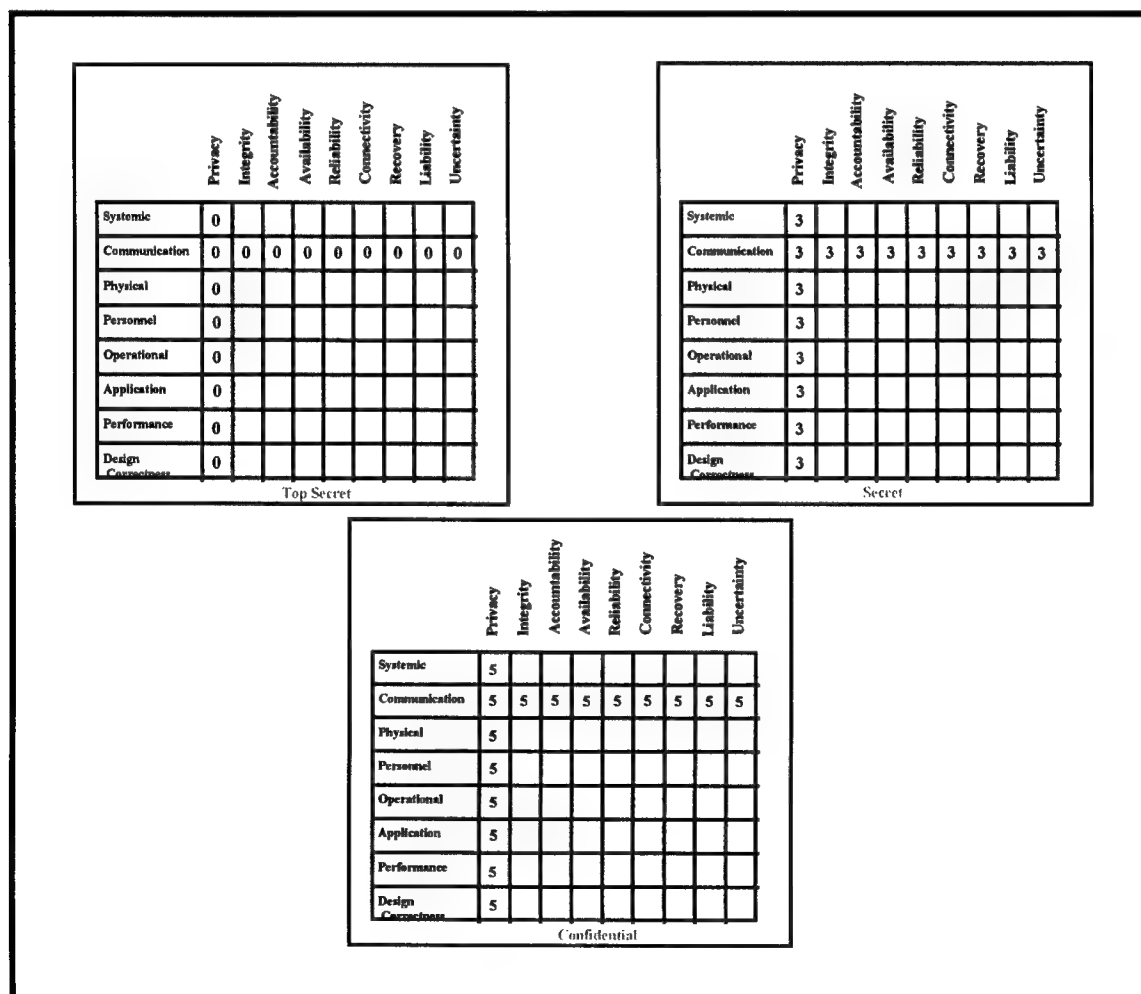 Privacy Integrity Accountability Availability Reliability Connectivity Recovery Liability Uncertainty
Systemic 0
Communication 0 0 0 0 0 0 0 0 0
Physical 0
Personnel 0
Operational 0
Application 0
Performance 0
Design 0
Correctness
Top Secret
Privacy Integrity Accountability Availability Reliability Connectivity Recovery Liability Uncertainty
Systemic 3
Communication 3 3 3 3 3 3 3 3 3
Physical 3
Personnel 3
Operational 3
Application 3
Performance 3
Design 3
Correctness
Secret
Privacy Integrity Accountability Availability Reliability Connectivity Recovery Liability Uncertainty
Systemic 5
Communication 5 5 5 5 5 5 5 5 5
Physical 5
Personnel 5
Operational 5
Application 5
Performance 5
Design 5
Correctness
Confidential